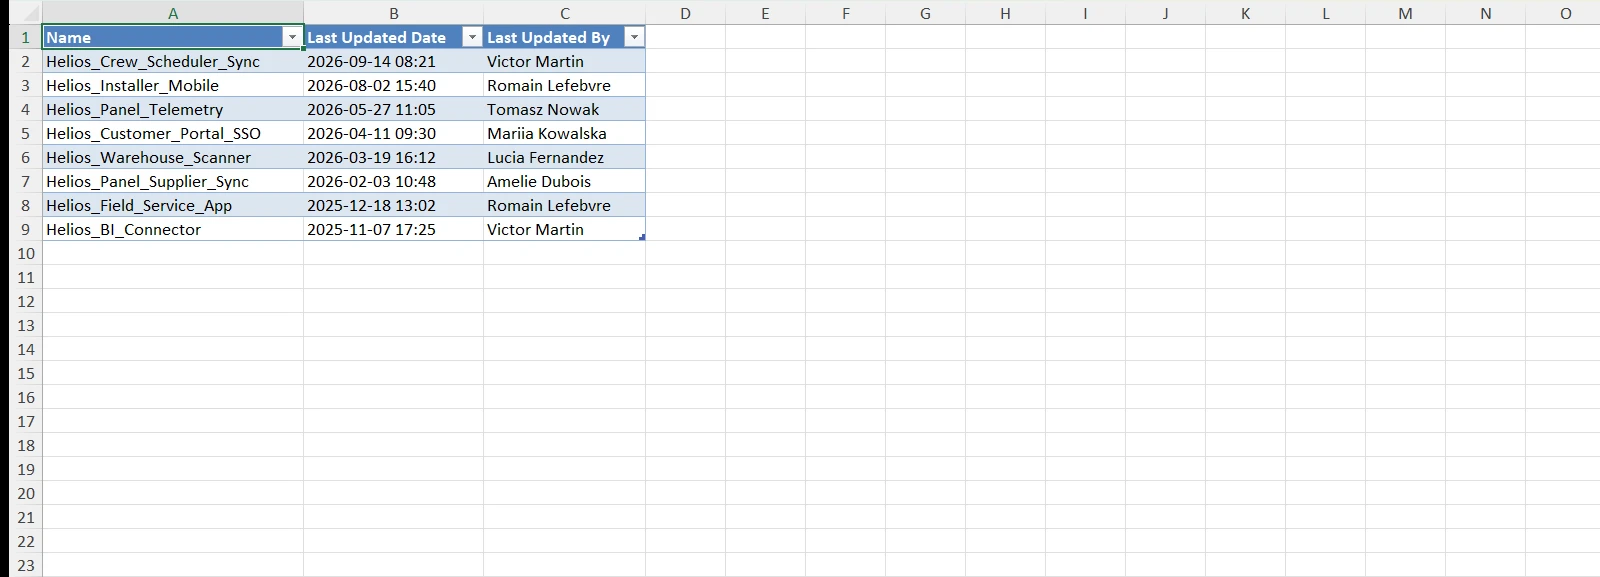 A B C D E F G H I J K L M N O
1 Name Last Updated Date Last Updated By
2 Helios_Crew_Scheduler_Sync 2026-09-14 08:21 Victor Martin
3 Helios_Installer_Mobile 2026-08-02 15:40 Romain Lefebvre
4 Helios_Panel_Telemetry 2026-05-27 11:05 Tomasz Nowak
5 Helios_Customer_Portal_SSO 2026-04-11 09:30 Mariia Kowalska
6 Helios_Warehouse_Scanner 2026-03-19 16:12 Lucia Fernandez
7 Helios_Panel_Supplier_Sync 2026-02-03 10:48 Amelie Dubois
8 Helios_Field_Service_App 2025-12-18 13:02 Romain Lefebvre
9 Helios_BI_Connector 2025-11-07 17:25 Victor Martin
10
11
12
13
14
15
16
17
18
19
20
21
22
23